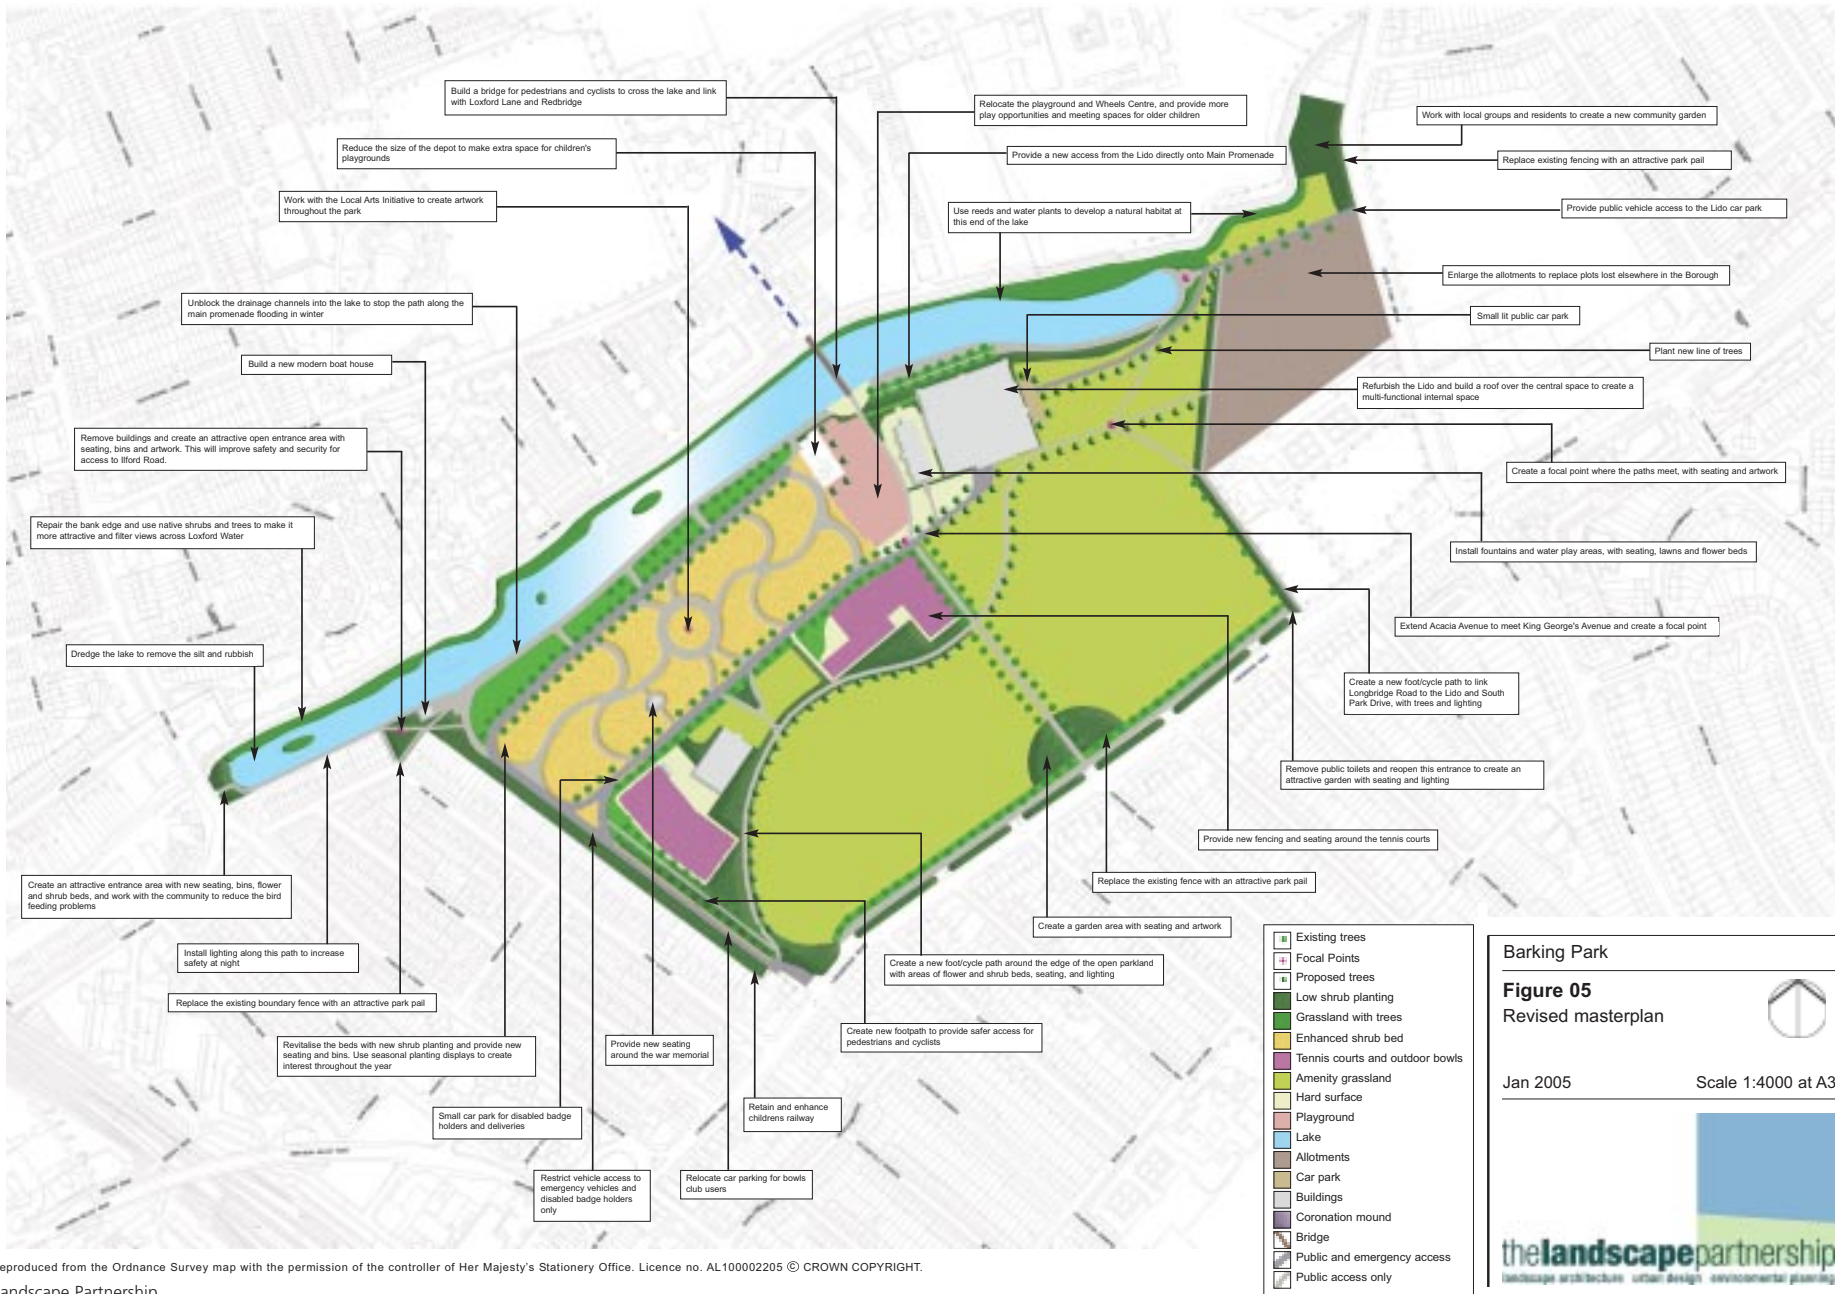 Build a bridge for pedestrians and cyclists to cross the lake and link
with Loxford Lane and Redbridge
Relocate the playground and Wheels Centre, and provide more
play opportunities and meeting spaces for older children
Work with local groups and residents to create a new community garden
Reduce the size of the depot to make extra space for children's
playgrounds
Provide a new access from the Lido directly onto Main Promenade
Replace existing fencing with an attractive park pail
Work with the Local Arts Initiative to create artwork
throughout the park
Use reeds and water plants to develop a natural habitat at
this end of the lake
Provide public vehicle access to the Lido car park
Enlarge the allotments to replace plots lost elsewhere in the Borough
Unblock the drainage channels into the lake to stop the path along the
main promenade flooding in winter
Small lit public car park
Build a new modern boat house
Plant new line of trees
Refurbish the Lido and build a roof over the central space to create a
multi-functional internal space
Remove buildings and create an attractive open entrance area with
seating, bins and artwork. This will improve safety and security for
access to Ilford Road.
Create a focal point where the paths meet, with seating and artwork
Repair the bank edge and use native shrubs and trees to make it
more attractive and filter views across Loxford Water
Install fountains and water play areas, with seating, lawns and flower beds
Extend Acacia Avenue to meet King George's Avenue and create a focal point
Dredge the lake to remove the silt and rubbish
Create a new foot/cycle path to link
Longbridge Road to the Lido and South
Park Drive, with trees and lighting
Remove public toilets and reopen this entrance to create an
attractive garden with seating and lighting
Provide new fencing and seating around the tennis courts
Replace the existing fence with an attractive park pail
Create an attractive entrance area with new seating, bins, flower
and shrub beds, and work with the community to reduce the bird
feeding problems
Create a garden area with seating and artwork
Install lighting along this path to increase
safety at night
Create a new foot/cycle path around the edge of the open parkland
with areas of flower and shrub beds, seating, and lighting
Replace the existing boundary fence with an attractive park pail
Revitalise the beds with new shrub planting and provide new
seating and bins. Use seasonal planting displays to create
interest throughout the year
Provide new seating
around the war memorial
Create new footpath to provide safer access for
pedestrians and cyclists
Small car park for disabled badge
holders and deliveries
Retain and enhance
childrens railway
Restrict vehicle access to
emergency vehicles and
disabled badge holders
only
Relocate car parking for bowls
club users
Existing trees
Focal Points
Proposed trees
Low shrub planting
Grassland with trees
Enhanced shrub bed
Tennis courts and outdoor bowls
Amenity grassland
Hard surface
Playground
Lake
Allotments
Car park
Buildings
Coronation mound
Bridge
Public and emergency access
Public access only
Barking Park
Figure 05
Revised masterplan
Jan 2005 Scale 1:4000 at A3
thelandscapepartnership
landscape architecture urban design environmental planning
eproduced from the Ordnance Survey map with the permission of the controller of Her Majesty's Stationery Office. Licence no. AL100002205 © CROWN COPYRIGHT.
andscape Partnership